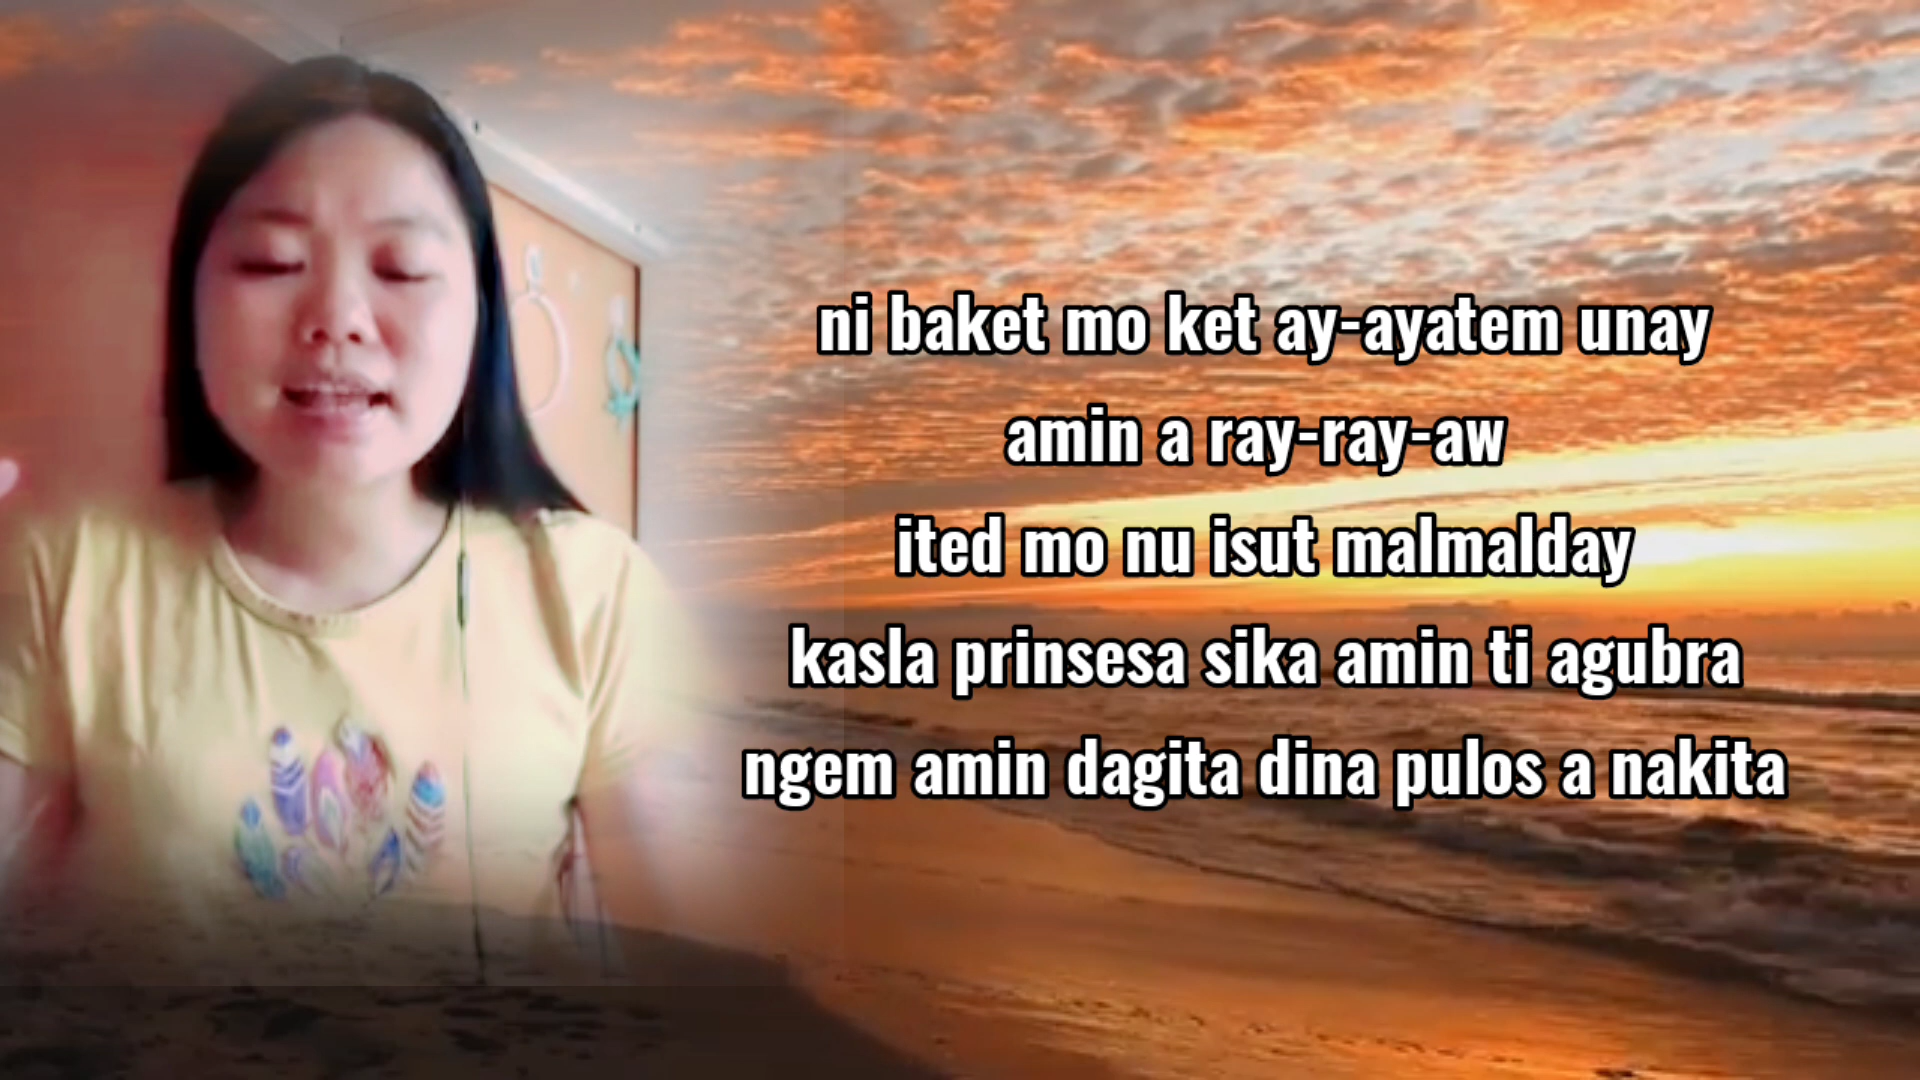 ni baket mo ket ay-ayatem unay
amin a ray-ray-aw
ited mo nu isut malmalday
kasla prinsesa sika amin ti agubra
ngem amin dagita dina pulos a nakita